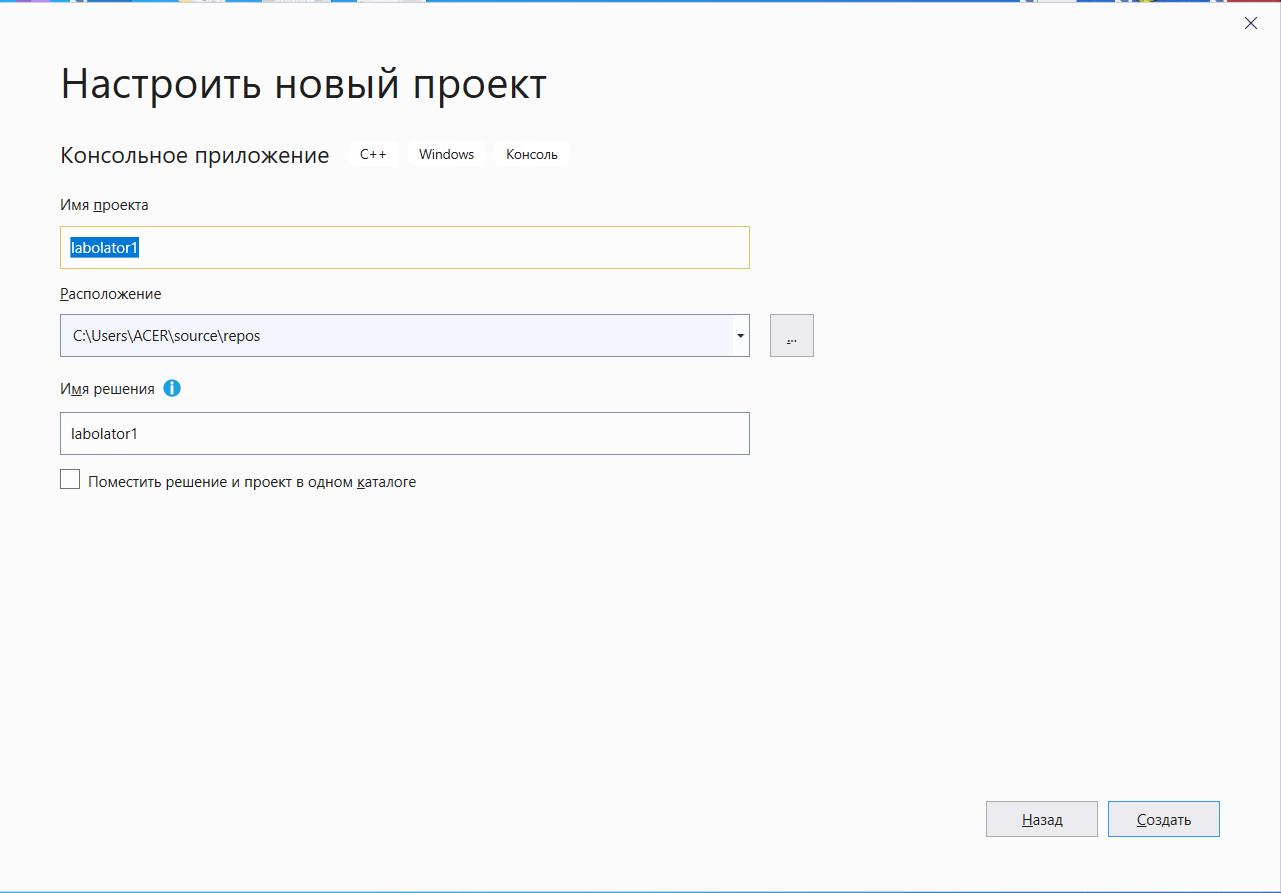 Настроить новый проект
Консольное приложение C++ Windows Консоль
Имя проекта
labolator1
Расположение
C:\Users\ACER\source\repos
...
Имя решения
labolator1
Поместить решение и проект в одном каталоге
Назад Создать